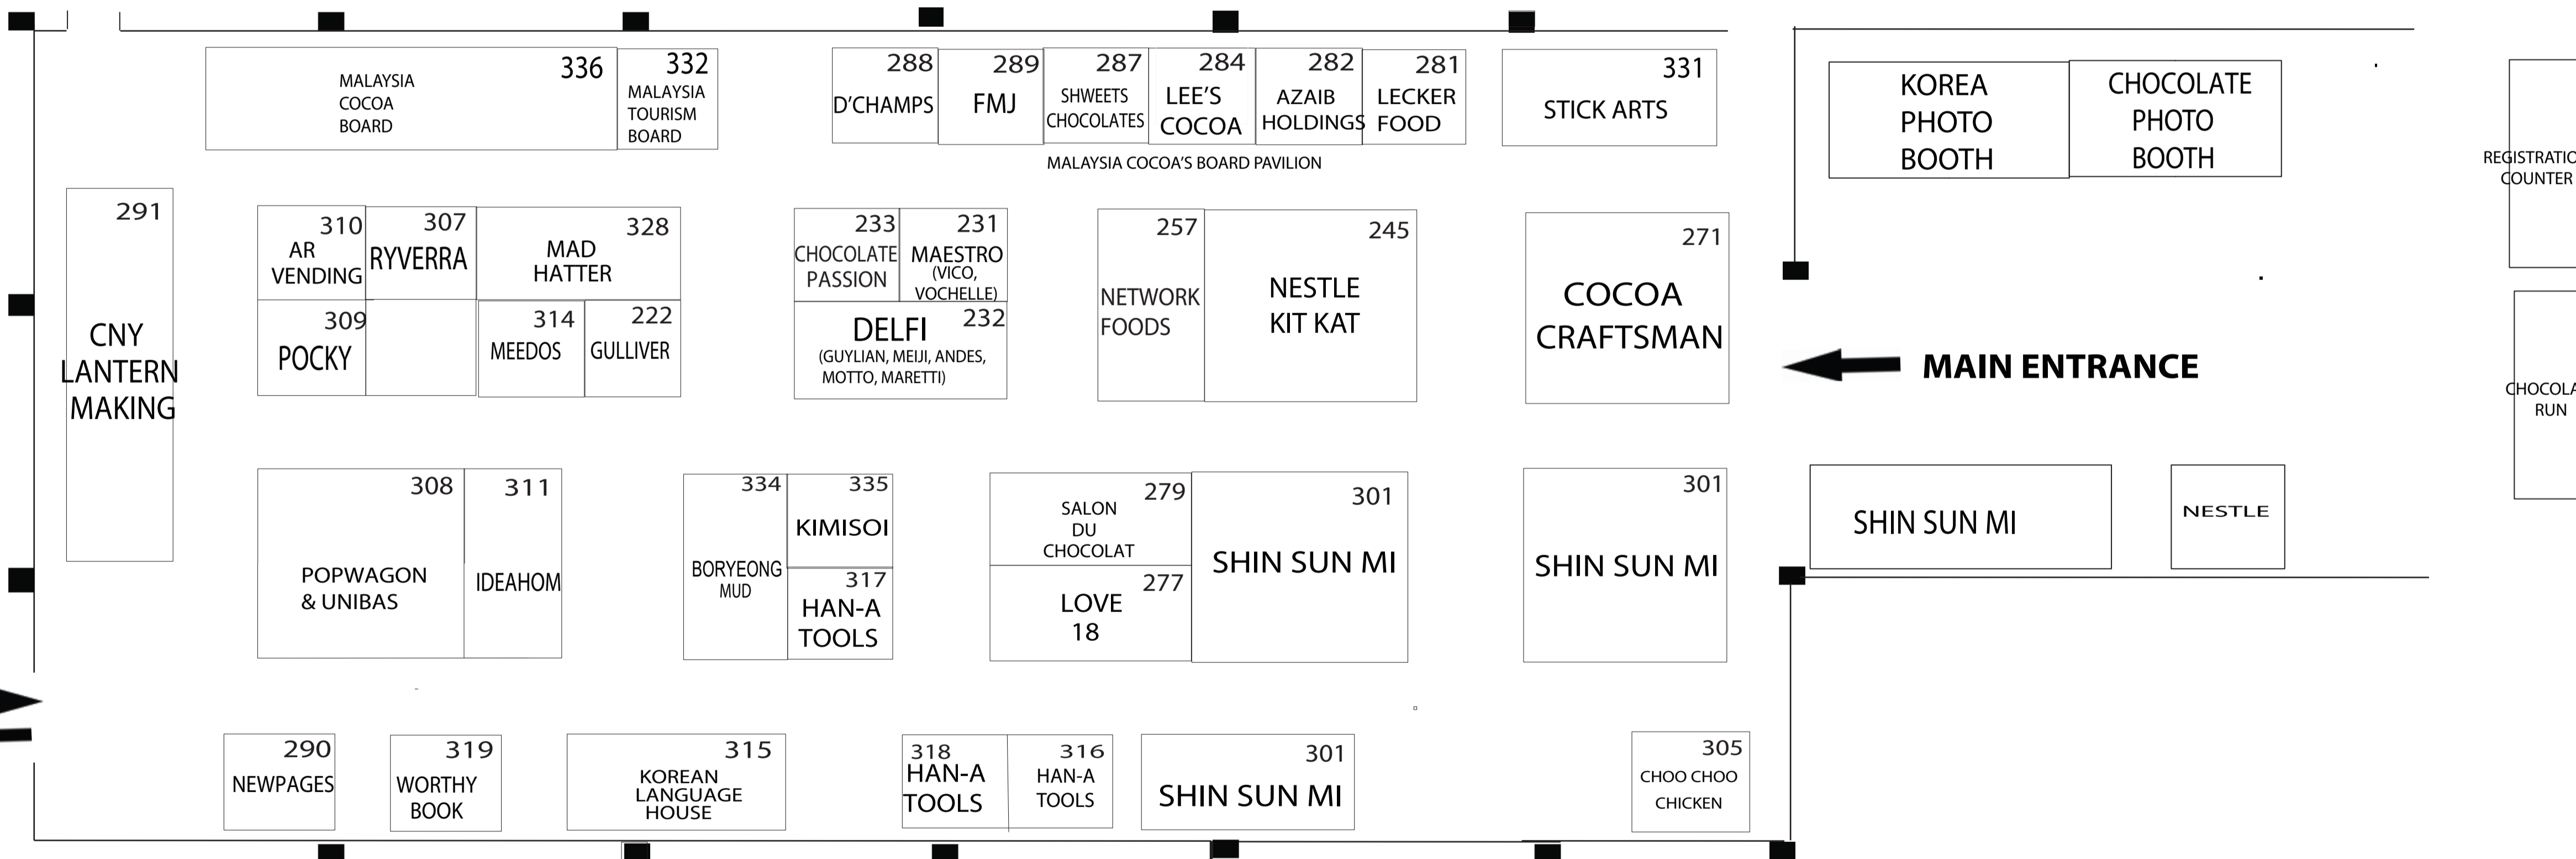 336
MALAYSIA
COCOA
BOARD
332
MALAYSIA
TOURISM
BOARD
288
D'CHAMPS
289
FMJ
287
SHWEETS
CHOCOLATES
284
LEE'S
COCOA
282
AZAIB
HOLDINGS
281
LECKER
FOOD
331
STICK ARTS
MALAYSIA COCOA'S BOARD PAVILION
KOREA
PHOTO
BOOTH
CHOCOLATE
PHOTO
BOOTH
COUNTER
291
CNY
LANTERN
MAKING
310
AR
VENDING
307
RYVERRA
328
MAD
HATTER
309
POCKY
314
MEEDOS
222
GULLIVER
233
CHOCOLATE
PASSION
231
MAESTRO
(VICO,
VOCHELLE)
232
DELFI
(GUYLIAN, MEIJI, ANDES,
MOTTO, MARETTI)
257
NETWORK
FOODS
245
NESTLE
KIT KAT
271
COCOA
CRAFTSMAN
MAIN ENTRANCE
RUN
308
POPWAGON
& UNIBAS
311
IDEAHOM
334
BORYEONG
MUD
335
KIMISOI
317
HAN-A
TOOLS
279
SALON
DU
CHOCOLAT
277
LOVE
18
301
SHIN SUN MI
301
SHIN SUN MI
SHIN SUN MI
NESTLE
290
NEWPAGES
319
WORTHY
BOOK
315
KOREAN
LANGUAGE
HOUSE
318
HAN-A
TOOLS
316
HAN-A
TOOLS
301
SHIN SUN MI
305
CHOO CHOO
CHICKEN